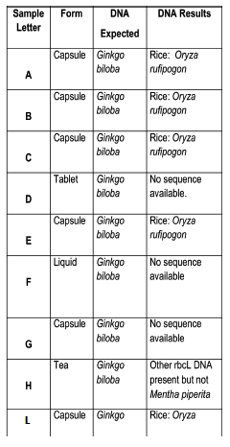 Sample Form DNA DNA Results
Letter Expected
Capsule Ginkgo Rice: Oryza
A biloba rufipogon
Capsule Ginkgo Rice: Oryza
B biloba rufipogon
Capsule Ginkgo Rice: Oryza
C biloba rufipogon
Tablet Ginkgo No sequence
D biloba available.
Capsule Ginkgo Rice: Oryza
E biloba rufipogon
Liquid Ginkgo No sequence
F biloba available
Capsule Ginkgo No sequence
G biloba available
Tea Ginkgo Other rbcL DNA
H biloba present but not
Mentha piperita
L Capsule Ginkgo Rice: Oryza